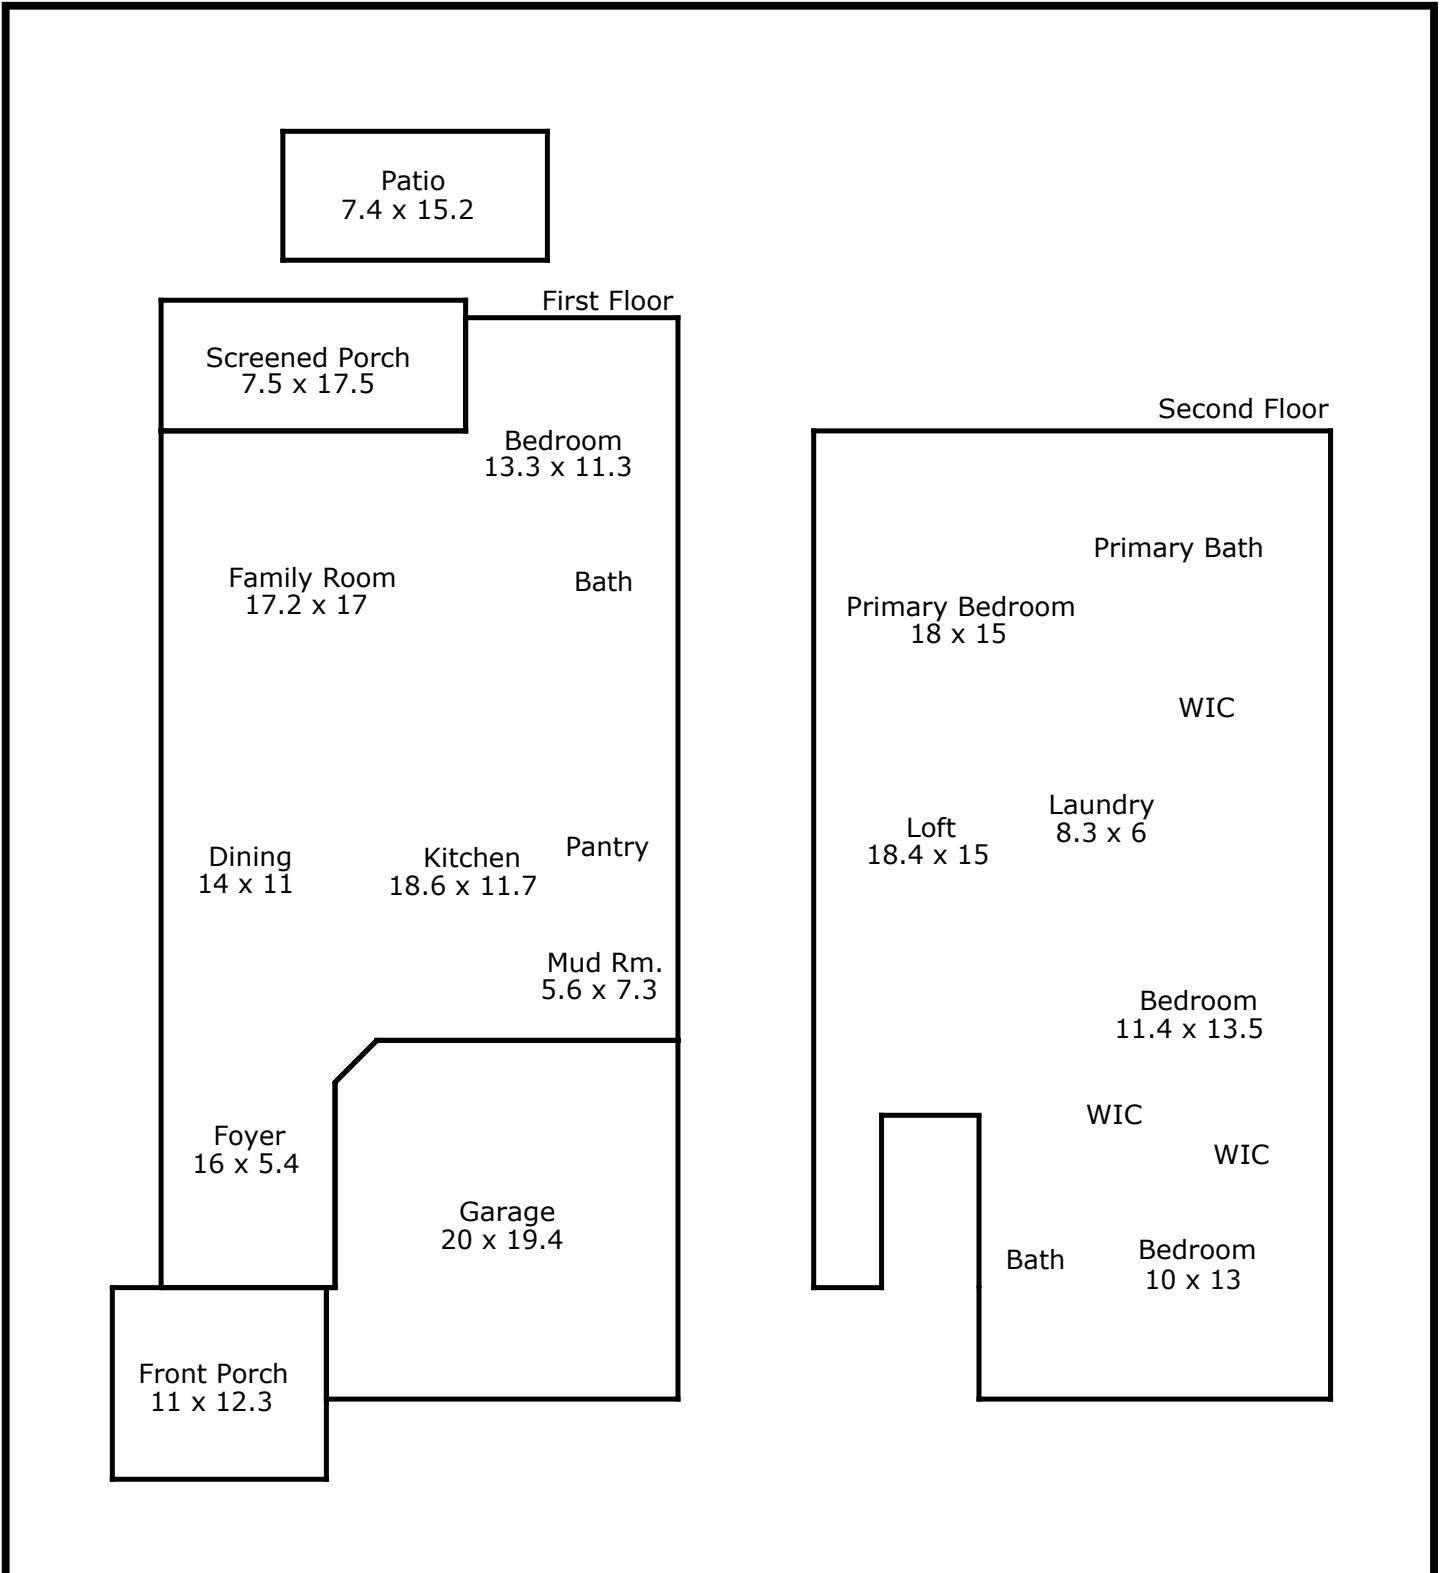 Patio
7.4 x 15.2
First Floor
Screened Porch
7.5 x 17.5
Bedroom
13.3 x 11.3
Family Room
17.2 x 17
Bath
Dining
14 x 11
Kitchen
18.6 x 11.7
Pantry
Mud Rm.
5.6 x 7.3
Foyer
16 x 5.4
Garage
20 x 19.4
Front Porch
11 x 12.3
Second Floor
Primary Bath
Primary Bedroom
18 x 15
WIC
Laundry
8.3 x 6
Loft
18.4 x 15
Bedroom
11.4 x 13.5
WIC
WIC
Bath
Bedroom
10 x 13